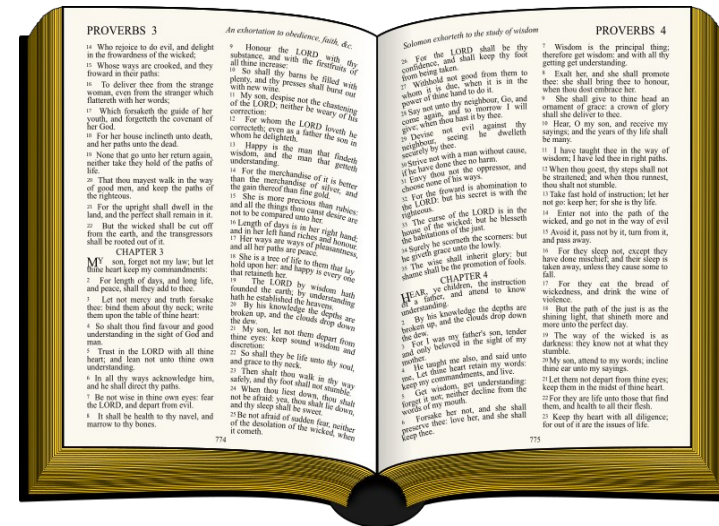 PROVERBS 3
An exhortation to obedience, faith, &c.
14 Who rejoice to do evil, and delight
in the frowardness of the wicked;
15 Whose ways are crooked, and they
froward in their paths:
16 To deliver thee from the strange
woman, even from the stranger which
flattereth with her words;
17 Which forsaketh the guide of her
youth, and forgetteth the covenant of
her God.
18 For her house inclineth unto death,
and her paths unto the dead.
19 None that go unto her return again,
neither take they hold of the paths of
life.
20 That thou mayest walk in the way
of good men, and keep the paths of
the righteous.
21 For the upright shall dwell in the
land, and the perfect shall remain in it.
22 But the wicked shall be cut off
from the earth, and the transgressors
shall be rooted out of it.
CHAPTER 3
MY son, forget not my law; but let
thine heart keep my commandments:
2 For length of days, and long life,
and peace, shall they add to thee.
3 Let not mercy and truth forsake
thee: bind them about thy neck; write
them upon the table of thine heart:
4 So shalt thou find favour and good
understanding in the sight of God and
man.
5 Trust in the LORD with all thine
heart; and lean not unto thine own
understanding.
6 In all thy ways acknowledge him,
and he shall direct thy paths.
7 Be not wise in thine own eyes: fear
the LORD, and depart from evil.
8 It shall be health to thy navel, and
marrow to thy bones.
9 Honour the LORD with thy
substance, and with the firstfruits of
all thine increase:
10 So shall thy barns be filled with
plenty, and thy presses shall burst out
with new wine.
11 My son, despise not the chastening
of the LORD; neither be weary of his
correction:
12 For whom the LORD loveth he
correcteth; even as a father the son in
whom he delighteth.
13 Happy is the man that findeth
wisdom, and the man that getteth
understanding.
14 For the merchandise of it is better
than the merchandise of silver, and
the gain thereof than fine gold.
15 She is more precious than rubies:
and all the things thou canst desire are
not to be compared unto her.
16 Length of days is in her right hand;
and in her left hand riches and honour.
17 Her ways are ways of pleasantness,
and all her paths are peace.
18 She is a tree of life to them that lay
hold upon her: and happy is every one
that retaineth her.
19 The LORD by wisdom hath
founded the earth; by understanding
hath he established the heavens.
20 By his knowledge the depths are
broken up, and the clouds drop down
the dew.
21 My son, let not them depart from
thine eyes: keep sound wisdom and
discretion:
22 So shall they be life unto thy soul,
and grace to thy neck.
23 Then shalt thou walk in thy way
safely, and thy foot shall not stumble.
24 When thou liest down, thou shalt
not be afraid: yea, thou shalt lie down,
and thy sleep shall be sweet.
25 Be not afraid of sudden fear, neither
of the desolation of the wicked, when
it cometh.
774
Solomon exhorteth to the study of wisdom
PROVERBS 4
26 For the LORD shall be thy
confidence, and shall keep thy foot
from being taken.
27 Withhold not good from them to
whom it is due, when it is in the
power of thine hand to do it.
28 Say not unto thy neighbour, Go, and
come again, and to morrow I will
give; when thou hast it by thee.
29 Devise not evil against thy
neighbour, seeing he dwelleth
securely by thee.
30 Strive not with a man without cause,
if he have done thee no harm.
31 Envy thou not the oppressor, and
choose none of his ways.
32 For the froward is abomination to
the LORD: but his secret is with the
righteous.
33 The curse of the LORD is in the
house of the wicked: but he blesseth
the habitations of the just.
34 Surely he scorneth the scorners: but
he giveth grace unto the lowly.
35 The wise shall inherit glory: but
shame shall be the promotion of fools.
CHAPTER 4
HEAR, ye children, the instruction
of a father, and attend to know
understanding.
2 By his knowledge the depths are
broken up, and the clouds drop down
the dew.
3 For I was my father's son, tender
and only beloved in the sight of my
mother.
4 He taught me also, and said unto
me, Let thine heart retain my words:
keep my commandments, and live.
5 Get wisdom, get understanding:
forget it not; neither decline from the
words of my mouth.
6 Forsake her not, and she shall
preserve thee: love her, and she shall
keep thee.
7 Wisdom is the principal thing;
therefore get wisdom: and with all thy
getting get understanding.
8 Exalt her, and she shall promote
thee: she shall bring thee to honour,
when thou dost embrace her.
9 She shall give to thine head an
ornament of grace: a crown of glory
shall she deliver to thee.
10 Hear, O my son, and receive my
sayings; and the years of thy life shall
be many.
11 I have taught thee in the way of
wisdom; I have led thee in right paths.
12 When thou goest, thy steps shall not
be straitened; and when thou runnest,
thou shalt not stumble.
13 Take fast hold of instruction; let her
not go: keep her; for she is thy life.
14 Enter not into the path of the
wicked, and go not in the way of evil
15 Avoid it, pass not by it, turn from it,
and pass away.
16 For they sleep not, except they
have done mischief; and their sleep is
taken away, unless they cause some to
fall.
17 For they eat the bread of
wickedness, and drink the wine of
violence.
18 But the path of the just is as the
shining light, that shineth more and
more unto the perfect day.
19 The way of the wicked is as
darkness: they know not at what they
stumble.
20 My son, attend to my words; incline
thine ear unto my sayings.
21 Let them not depart from thine eyes;
keep them in the midst of thine heart.
22 For they are life unto those that find
them, and health to all their flesh.
23 Keep thy heart with all diligence;
for out of it are the issues of life.
775